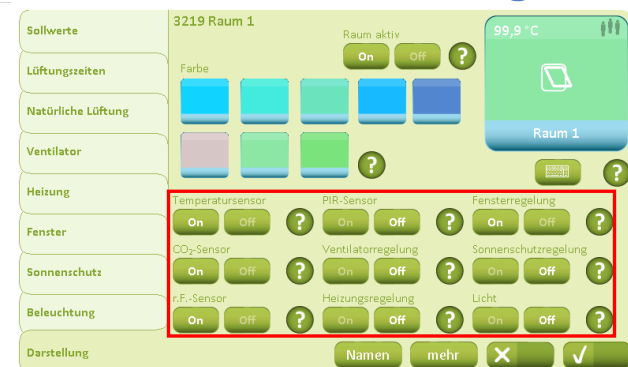 3219 Raum 1
Sollwerte
Lüftungszeiten
Natürliche Lüftung
Ventilator
Heizung
Fenster
Sonnenschutz
Beleuchtung
Darstellung
Raum aktiv
On Off ?
Farbe
?
99,9 °C
Raum 1
?
Temperatursensor PIR-Sensor Fensterregelung
On Off ? On Off ? On Off ?
CO₂-Sensor Ventilatorregelung Sonnenschutzregelung
On Off ? On Off ? On Off ?
r.F.-Sensor Heizungsregelung Licht
On Off ? On Off ? On Off ?
Namen mehr